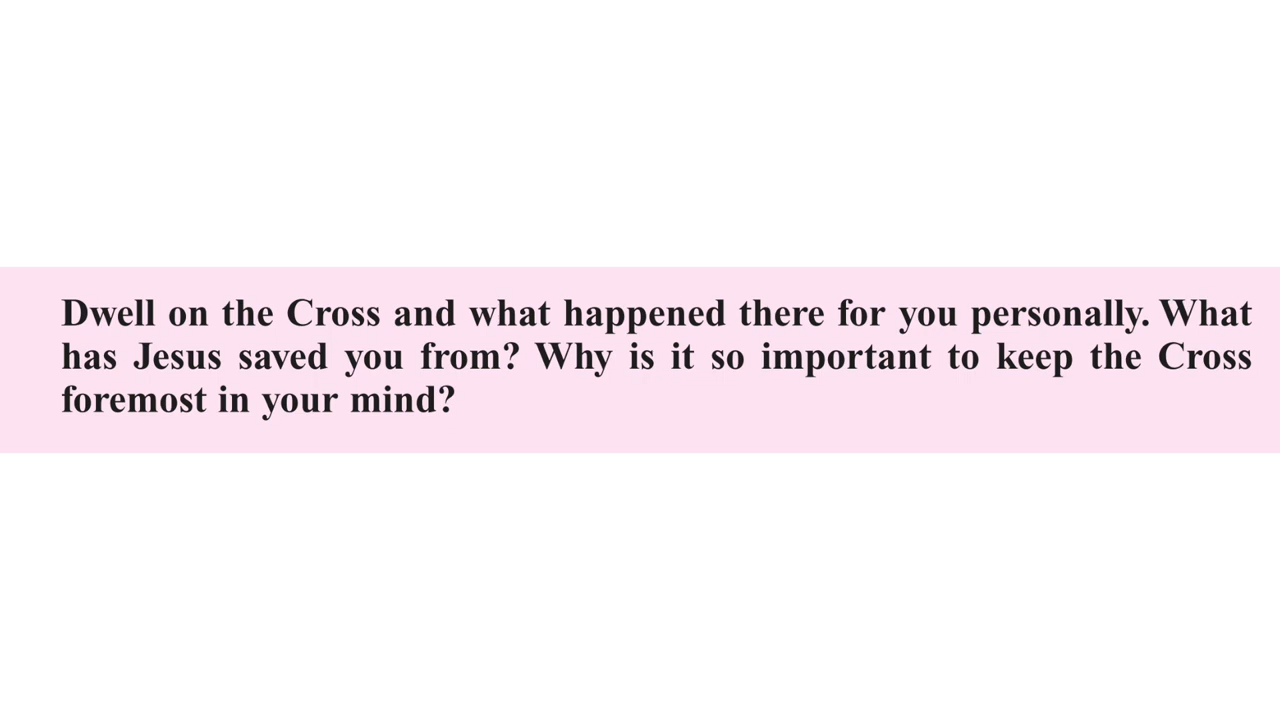 Dwell on the Cross and what happened there for you personally. What
has Jesus saved you from? Why is it so important to keep the Cross
foremost in your mind?